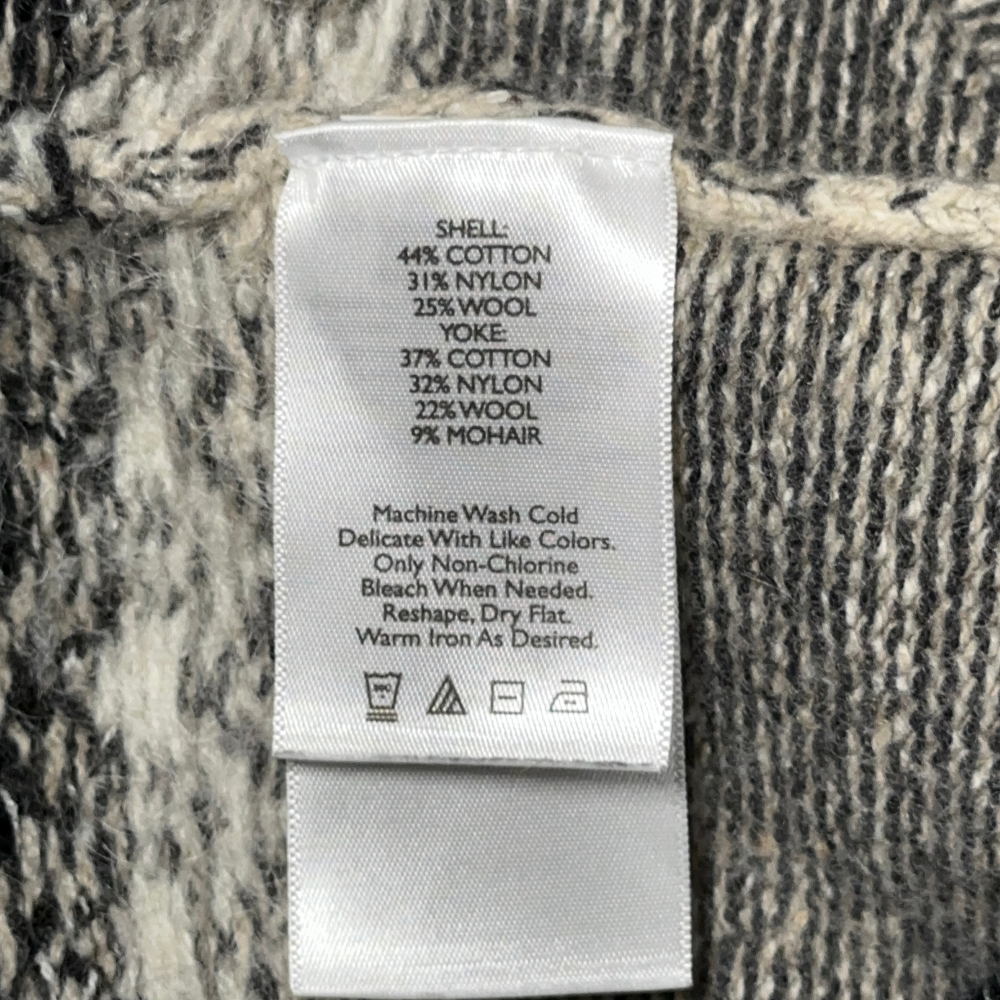 SHELL:
44% COTTON
31% NYLON
25% WOOL
YOKE:
37% COTTON
32% NYLON
22% WOOL
9% MOHAIR
Machine Wash Cold
Delicate With Like Colors.
Only Non-Chlorine
Bleach When Needed.
Reshape, Dry Flat.
Warm Iron As Desired.